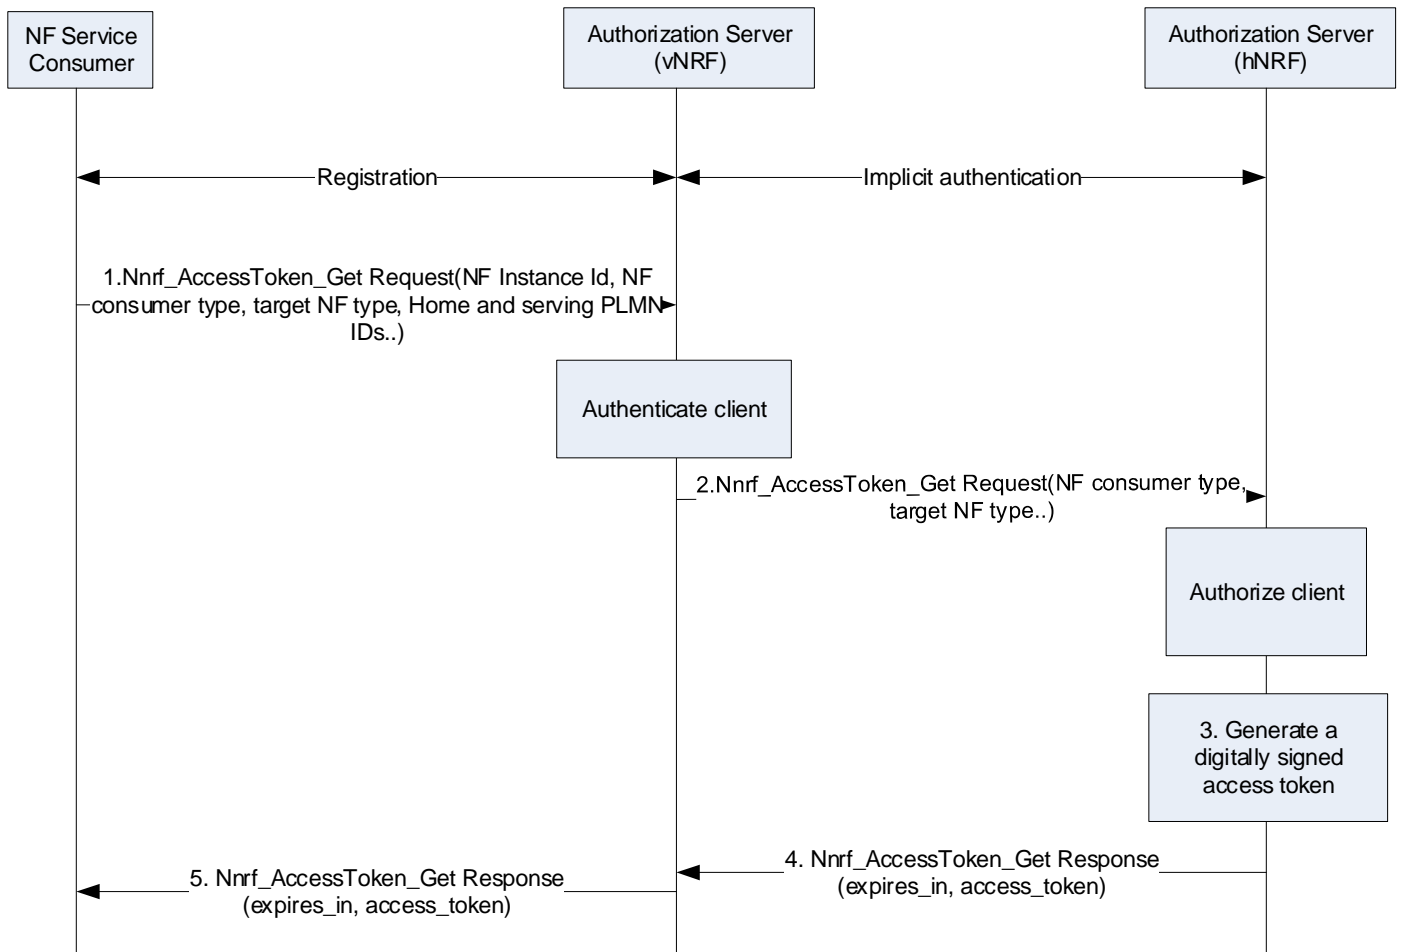 NF Service
Consumer
Authorization Server
(vNRF)
Authorization Server
(hNRF)
Registration
Implicit authentication
1.Nnrf_AccessToken_Get Request(NF Instance Id, NF
consumer type, target NF type, Home and serving PLMN
IDs..)
Authenticate client
2.Nnrf_AccessToken_Get Request(NF consumer type,
target NF type..)
Authorize client
3. Generate a
digitally signed
access token
4. Nnrf_AccessToken_Get Response
(expires_in, access_token)
5. Nnrf_AccessToken_Get Response
(expires_in, access_token)